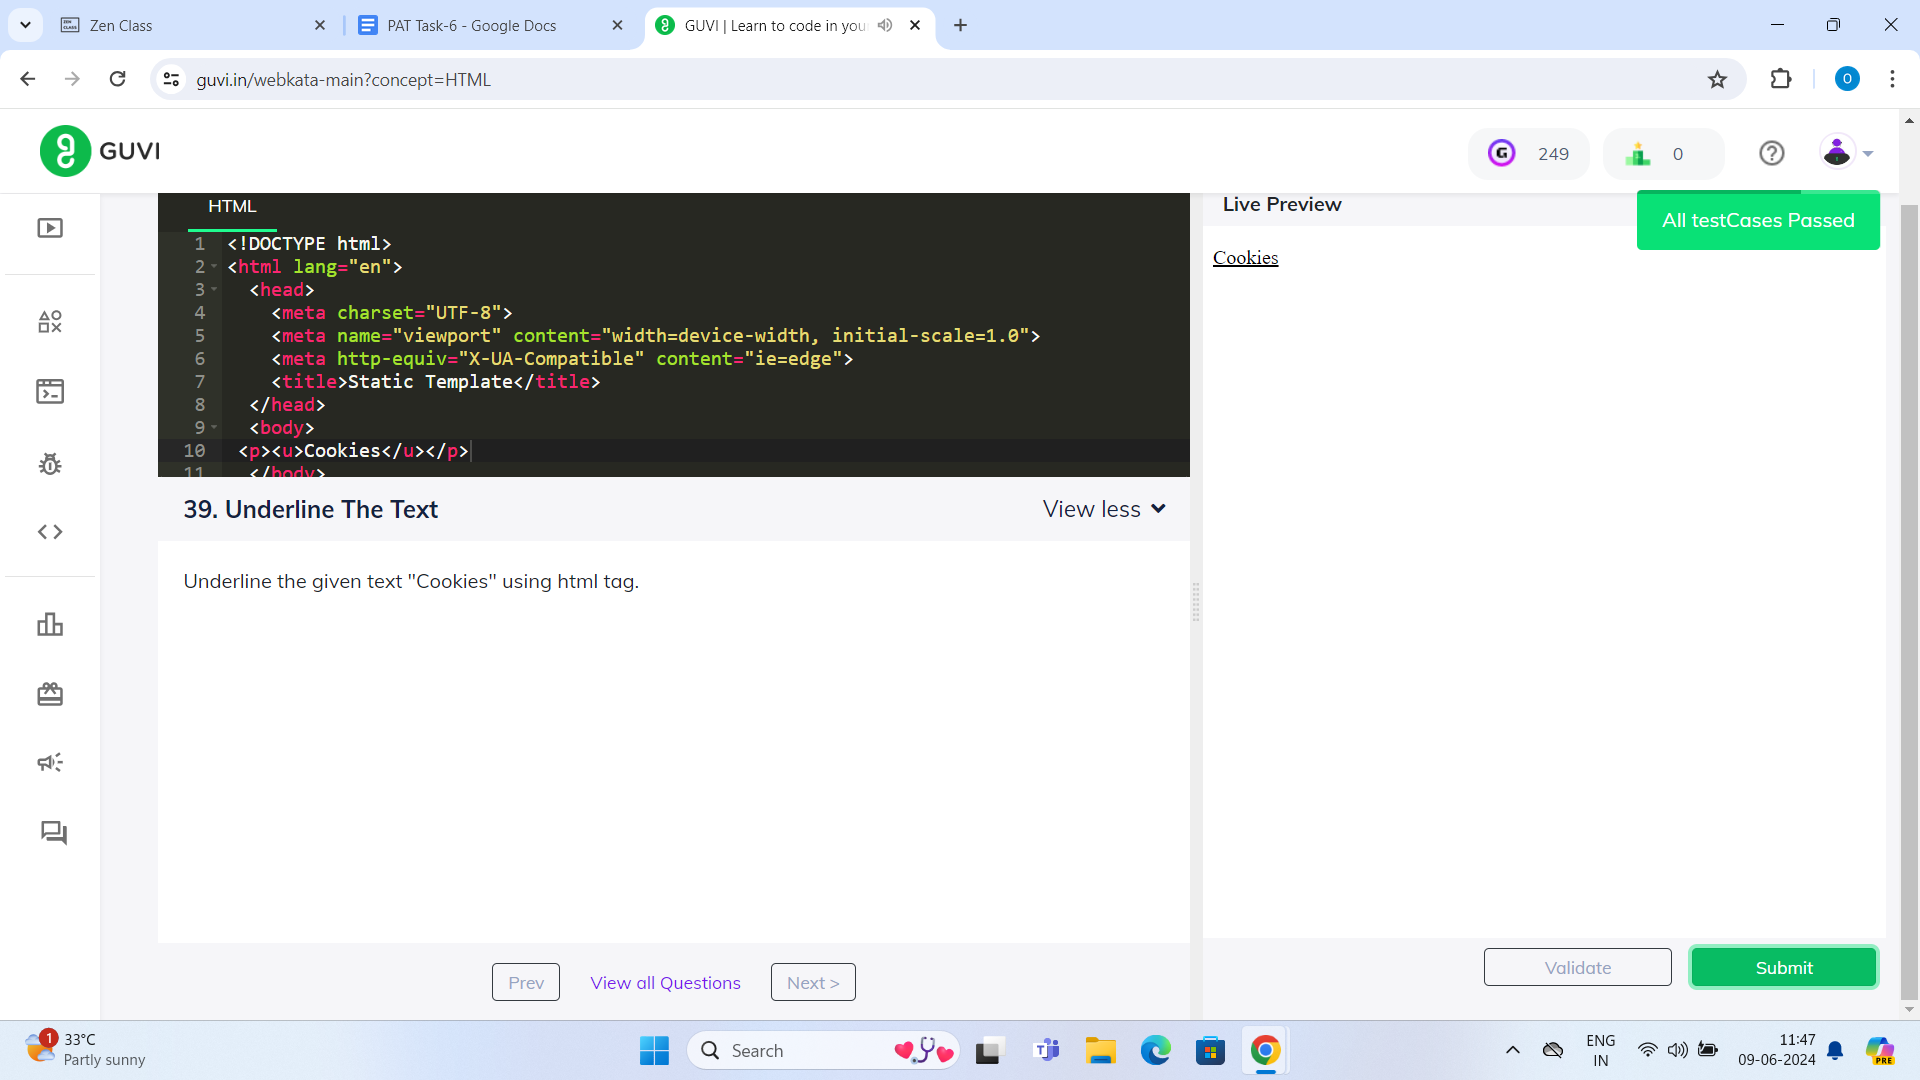 Zen Class
PAT Task-6 - Google Docs
GUVI | Learn to code in you
guvi.in/webkata-main?concept=HTML
O
GUVI
G
249
0
HTML
1 <!DOCTYPE html>
2 <html lang="en">
3 <head>
4 <meta charset="UTF-8">
5 <meta name="viewport" content="width=device-width, initial-scale=1.0">
6 <meta http-equiv="X-UA-Compatible" content="ie=edge">
7 <title>Static Template</title>
8 </head>
9 <body>
10 <p><u>Cookies</u></p>
11 </body>
39. Underline The Text
View less
Underline the given text "Cookies" using html tag.
Prev
View all Questions
Next >
Live Preview
All testCases Passed
Cookies
Validate
Submit
1
33°C
Partly sunny
Search
ENG
IN
11:47
09-06-2024
PRE